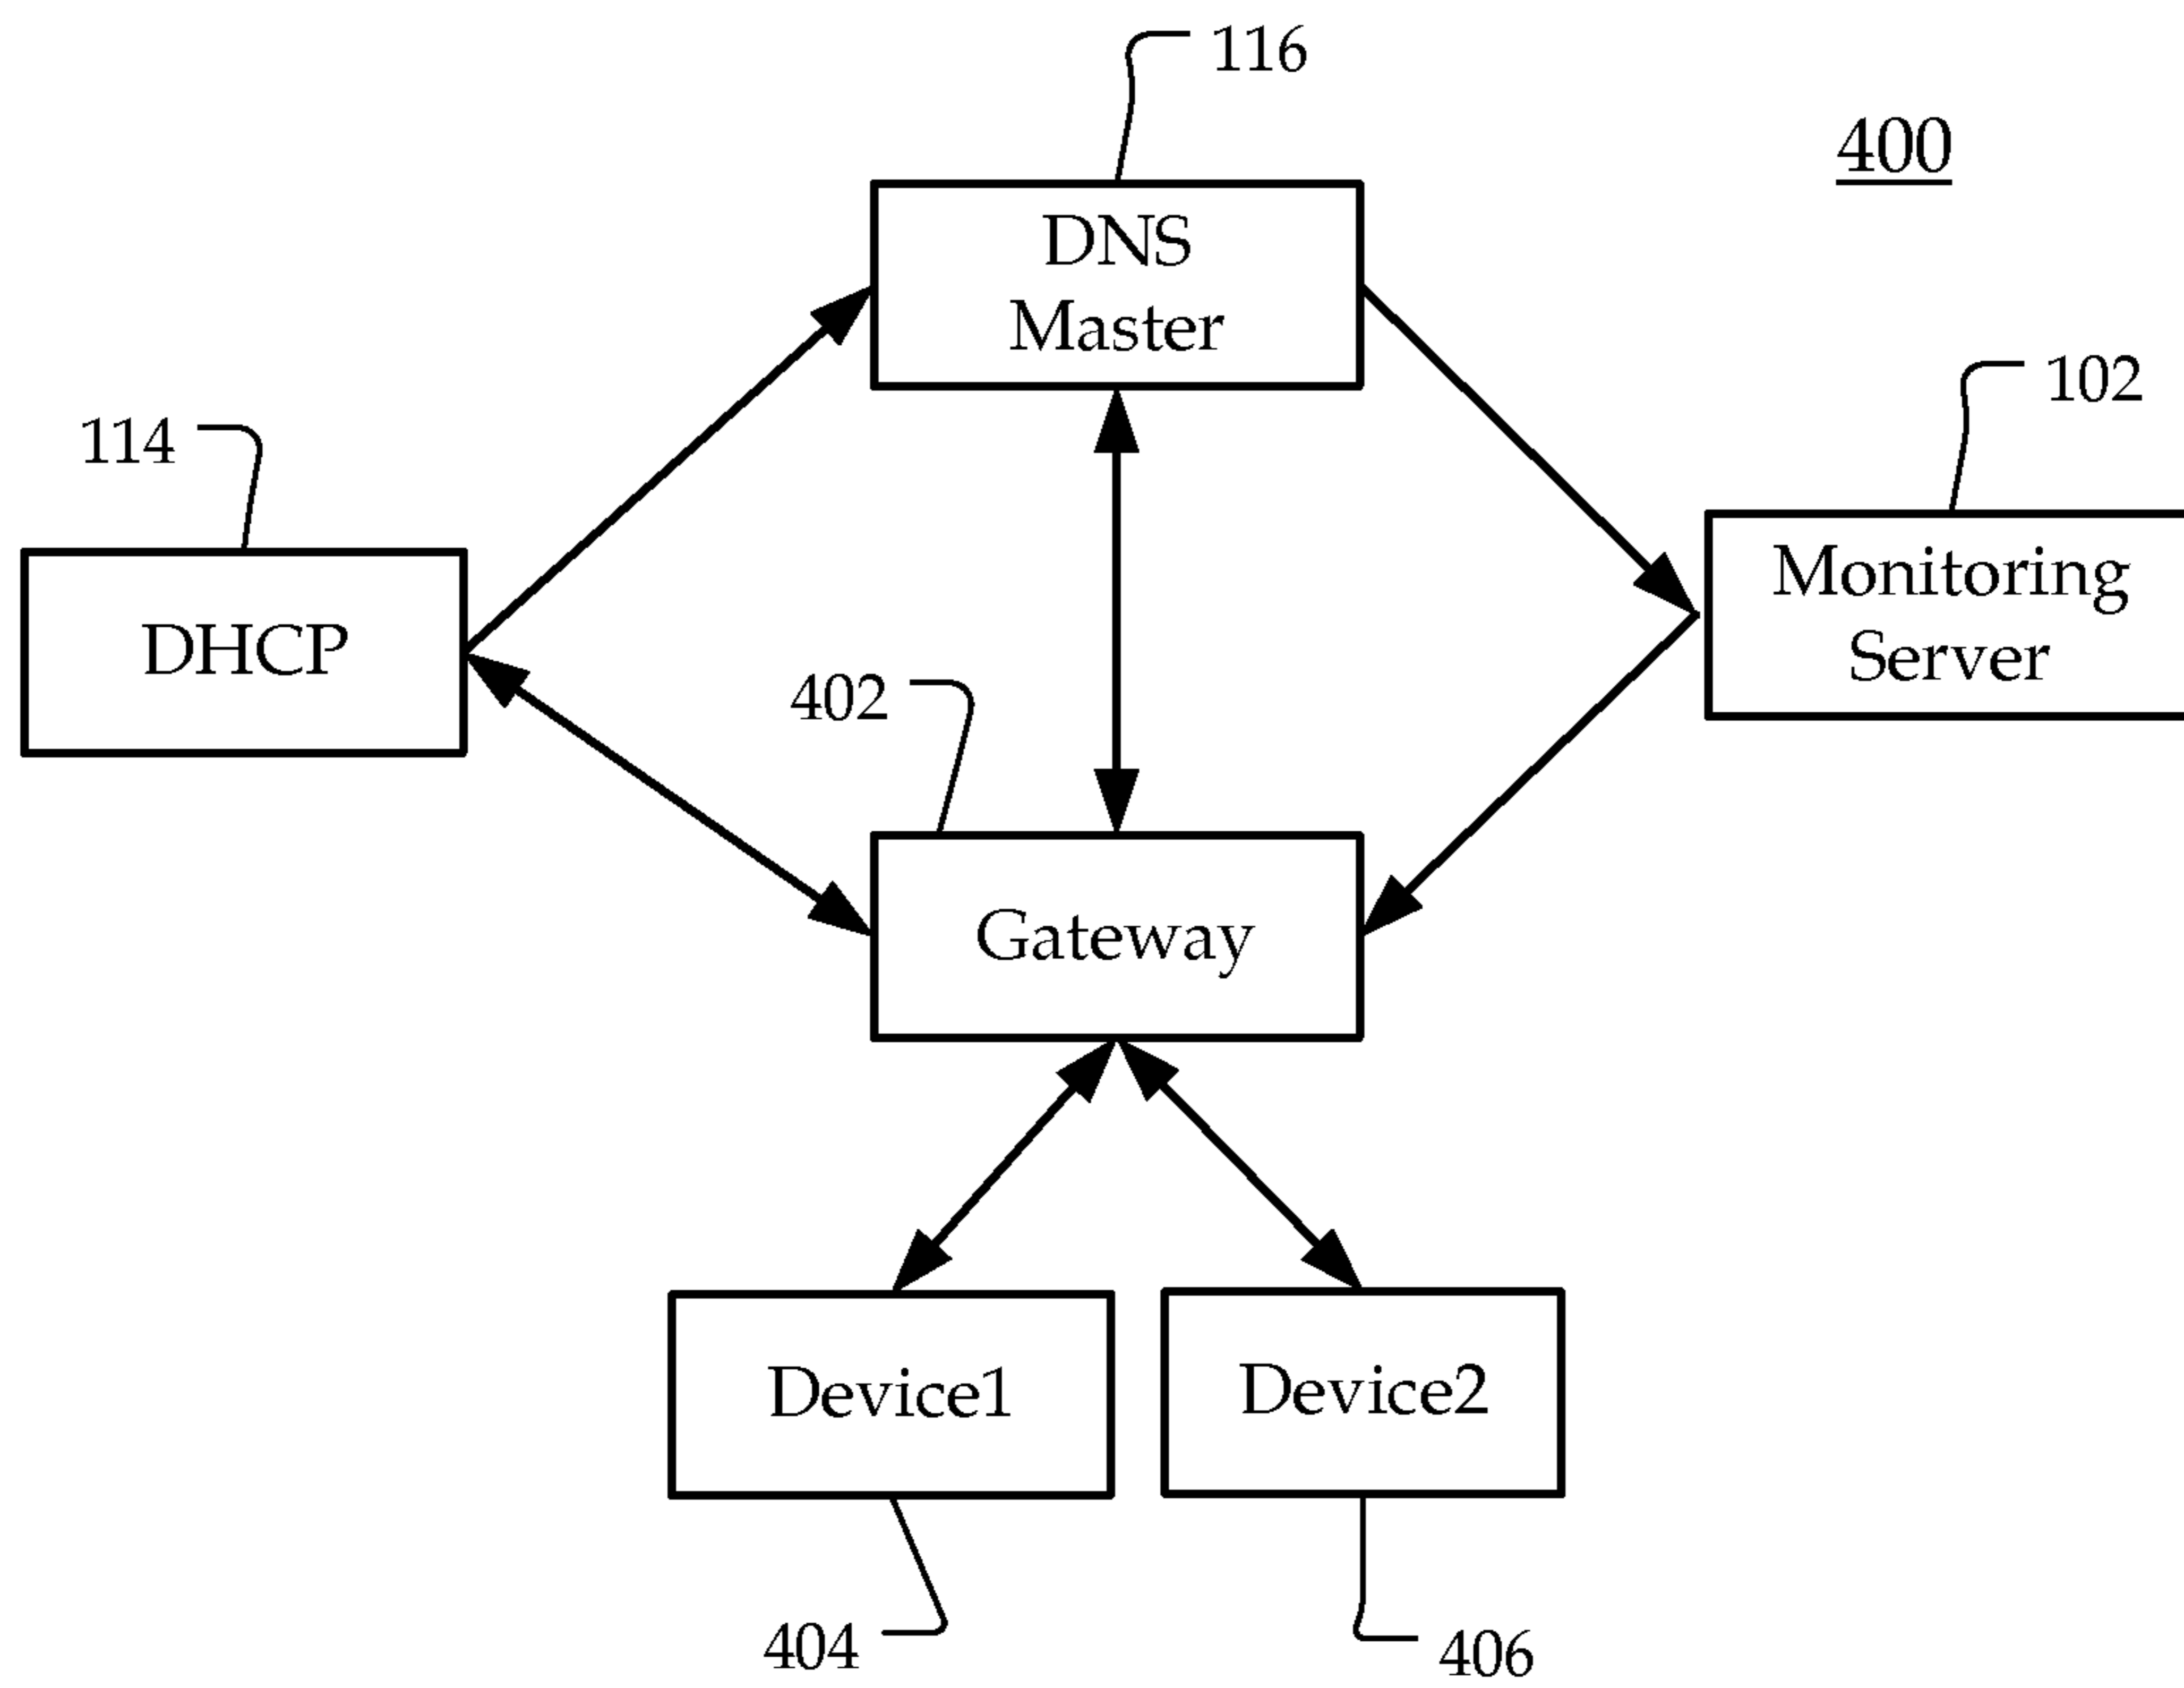 116
400
DNS
Master
102
114
Monitoring
Server
DHCP
402
Gateway
Device1
Device2
404
406